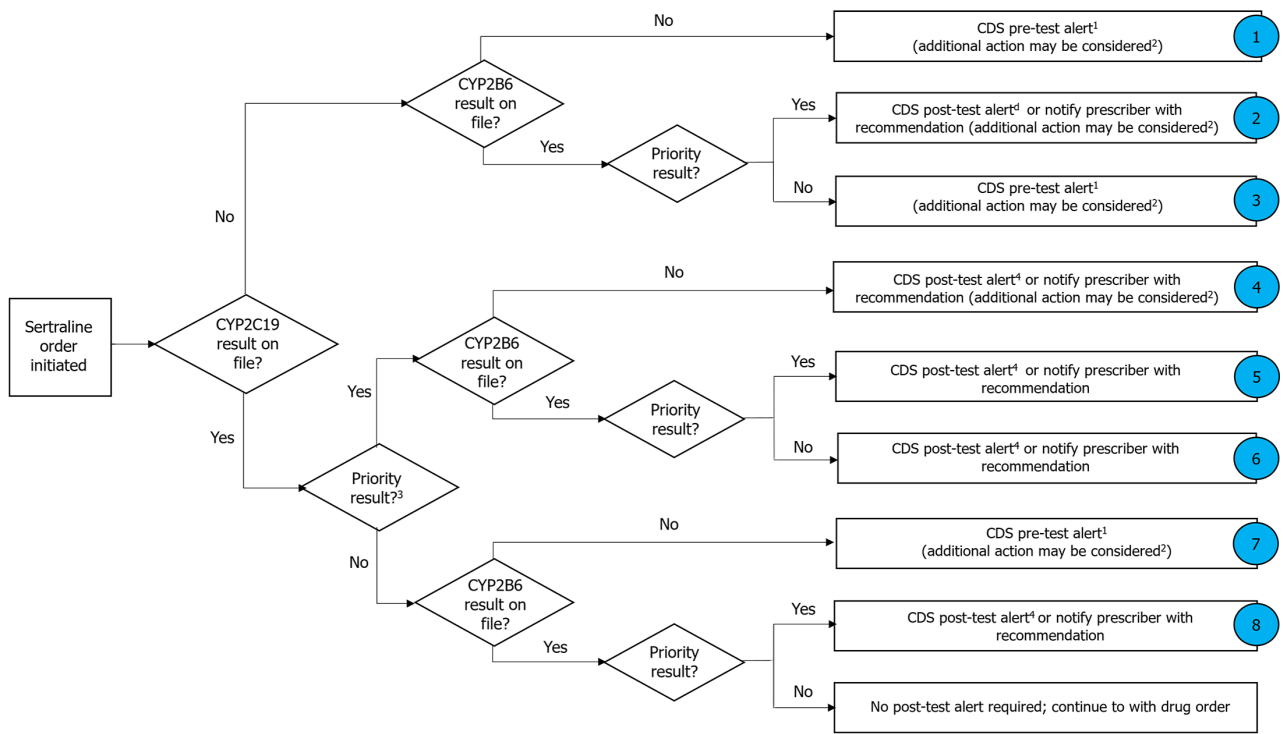 No
CDS pre-test alert¹
(additional action may be considered²)
1
CYP2B6
result on
file?
Yes
CDS post-test alertᵈ or notify prescriber with
recommendation (additional action may be considered²)
2
Yes
Priority
result?
No
CDS pre-test alert¹
(additional action may be considered²)
3
No
No
CDS post-test alert⁴ or notify prescriber with
recommendation (additional action may be considered²)
4
Sertraline
order
initiated
CYP2C19
result on
file?
CYP2B6
result on
file?
Yes
CDS post-test alert⁴ or notify prescriber with
recommendation
5
Yes
Yes
Priority
result?
Yes
No
CDS post-test alert⁴ or notify prescriber with
recommendation
6
Priority
result?³
No
CDS pre-test alert¹
(additional action may be considered²)
7
No
CYP2B6
result on
file?
Yes
CDS post-test alert⁴ or notify prescriber with
recommendation
8
Yes
Priority
result?
No
No post-test alert required; continue to with drug order